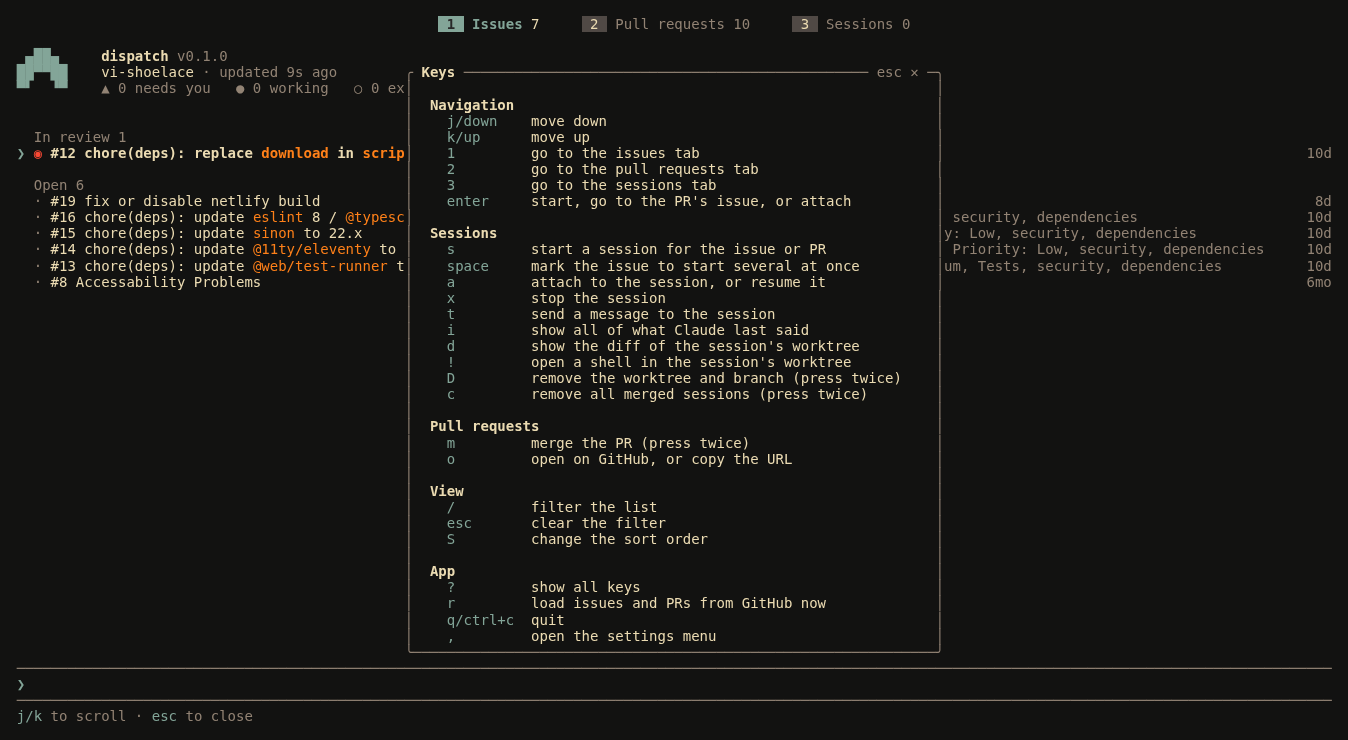 1 Issues 7 2 Pull requests 10 3 Sessions 0
dispatch v0.1.0
vi-shoelace · updated 9s ago
▲ 0 needs you ● 0 working ○ 0 ex
Keys esc ×
In review 1
❯ ◉ #12 chore(deps): replace download in scrip 10d
Open 6
· #19 fix or disable netlify build 8d
· #16 chore(deps): update eslint 8 / @typesc security, dependencies 10d
· #15 chore(deps): update sinon to 22.x y: Low, security, dependencies 10d
· #14 chore(deps): update @11ty/eleventy to Priority: Low, security, dependencies 10d
· #13 chore(deps): update @web/test-runner t um, Tests, security, dependencies 10d
· #8 Accessability Problems 6mo
Navigation
j/down move down
k/up move up
1 go to the issues tab
2 go to the pull requests tab
3 go to the sessions tab
enter start, go to the PR's issue, or attach
Sessions
s start a session for the issue or PR
space mark the issue to start several at once
a attach to the session, or resume it
x stop the session
t send a message to the session
i show all of what Claude last said
d show the diff of the session's worktree
! open a shell in the session's worktree
D remove the worktree and branch (press twice)
c remove all merged sessions (press twice)
Pull requests
m merge the PR (press twice)
o open on GitHub, or copy the URL
View
/ filter the list
esc clear the filter
S change the sort order
App
? show all keys
r load issues and PRs from GitHub now
q/ctrl+c quit
, open the settings menu
❯
j/k to scroll · esc to close